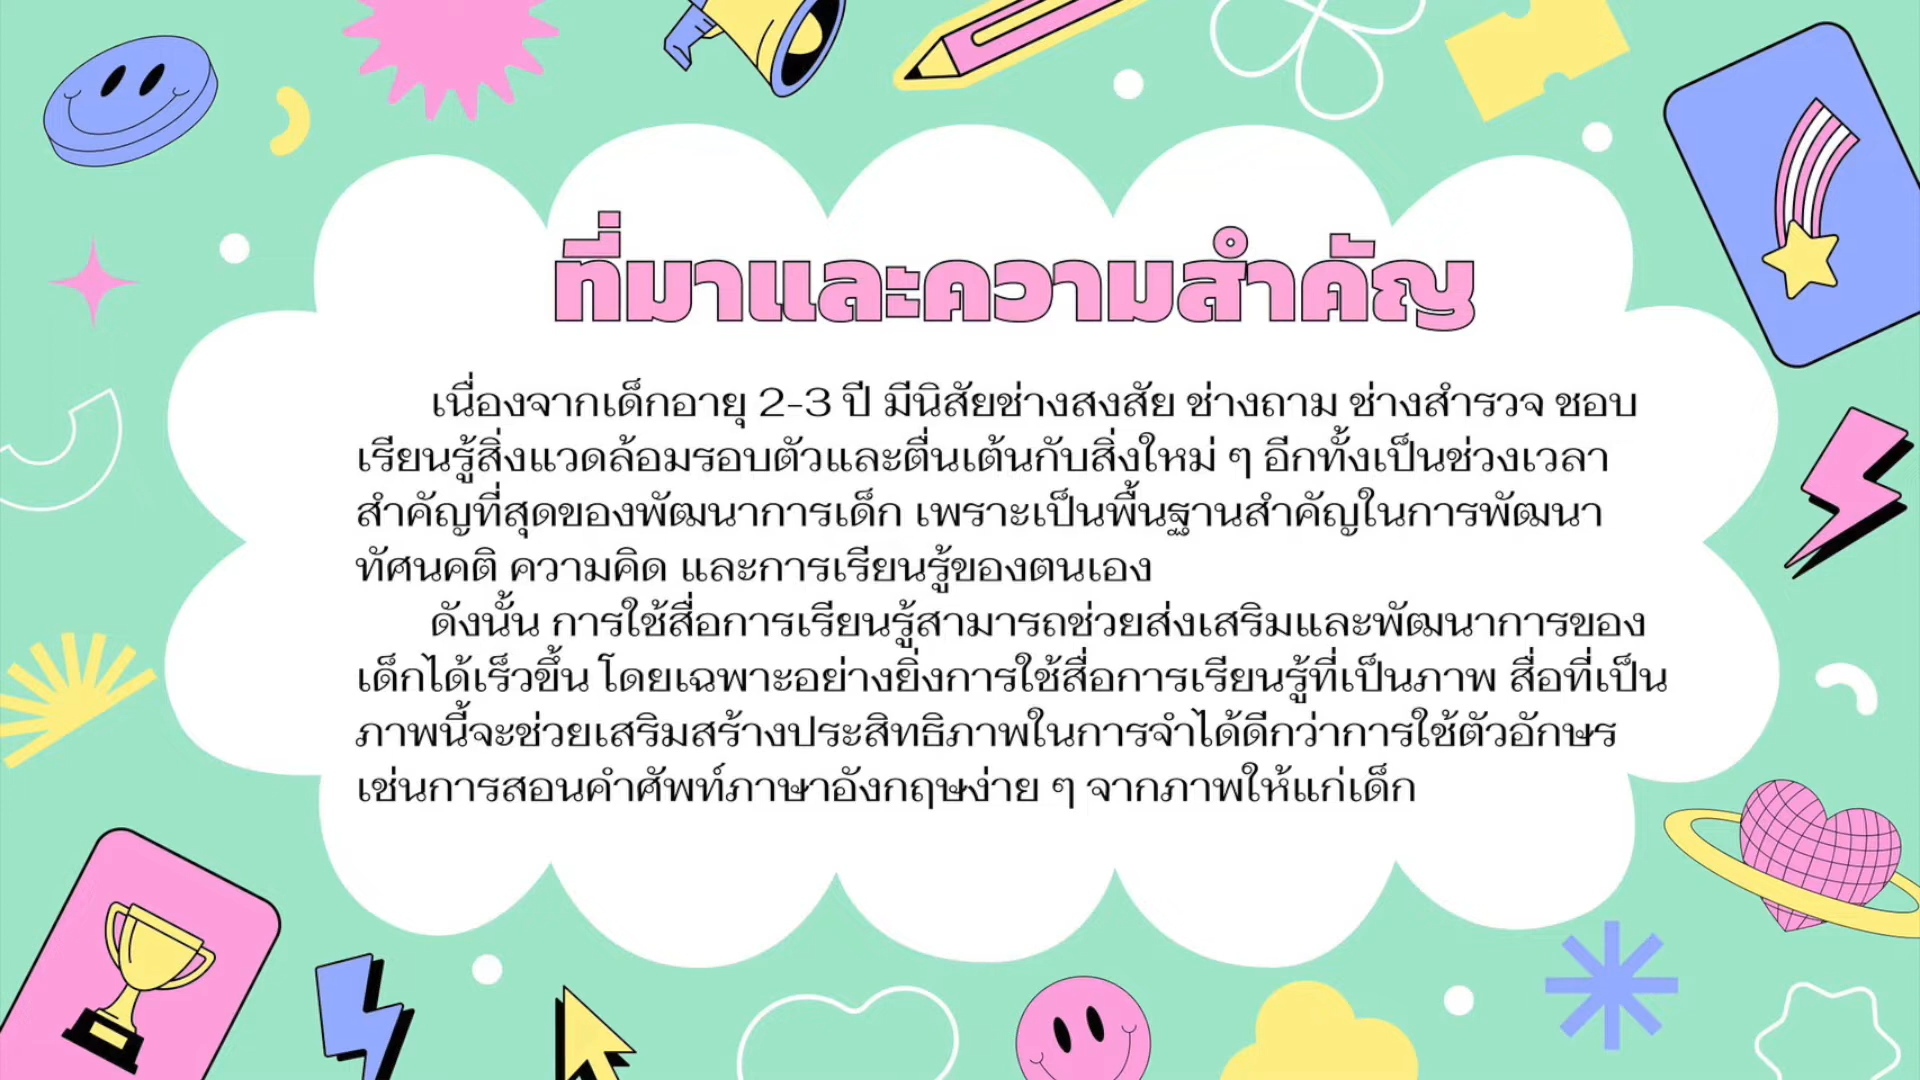 ที่มาและความสำคัญ
เนื่องจากเด็กอายุ 2-3 ปี มีนิสัยช่างสงสัย ช่างถาม ช่างสำรวจ ชอบ
เรียนรู้สิ่งแวดล้อมรอบตัวและตื่นเต้นกับสิ่งใหม่ ๆ อีกทั้งเป็นช่วงเวลา
สำคัญที่สุดของพัฒนาการเด็ก เพราะเป็นพื้นฐานสำคัญในการพัฒนา
ทัศนคติ ความคิด และการเรียนรู้ของตนเอง
ดังนั้น การใช้สื่อการเรียนรู้สามารถช่วยส่งเสริมและพัฒนาการของ
เด็กได้เร็วขึ้น โดยเฉพาะอย่างยิ่งการใช้สื่อการเรียนรู้ที่เป็นภาพ สื่อที่เป็น
ภาพนี้จะช่วยเสริมสร้างประสิทธิภาพในการจำได้ดีกว่าการใช้ตัวอักษร
เช่นการสอนคำศัพท์ภาษาอังกฤษง่าย ๆ จากภาพให้แก่เด็ก